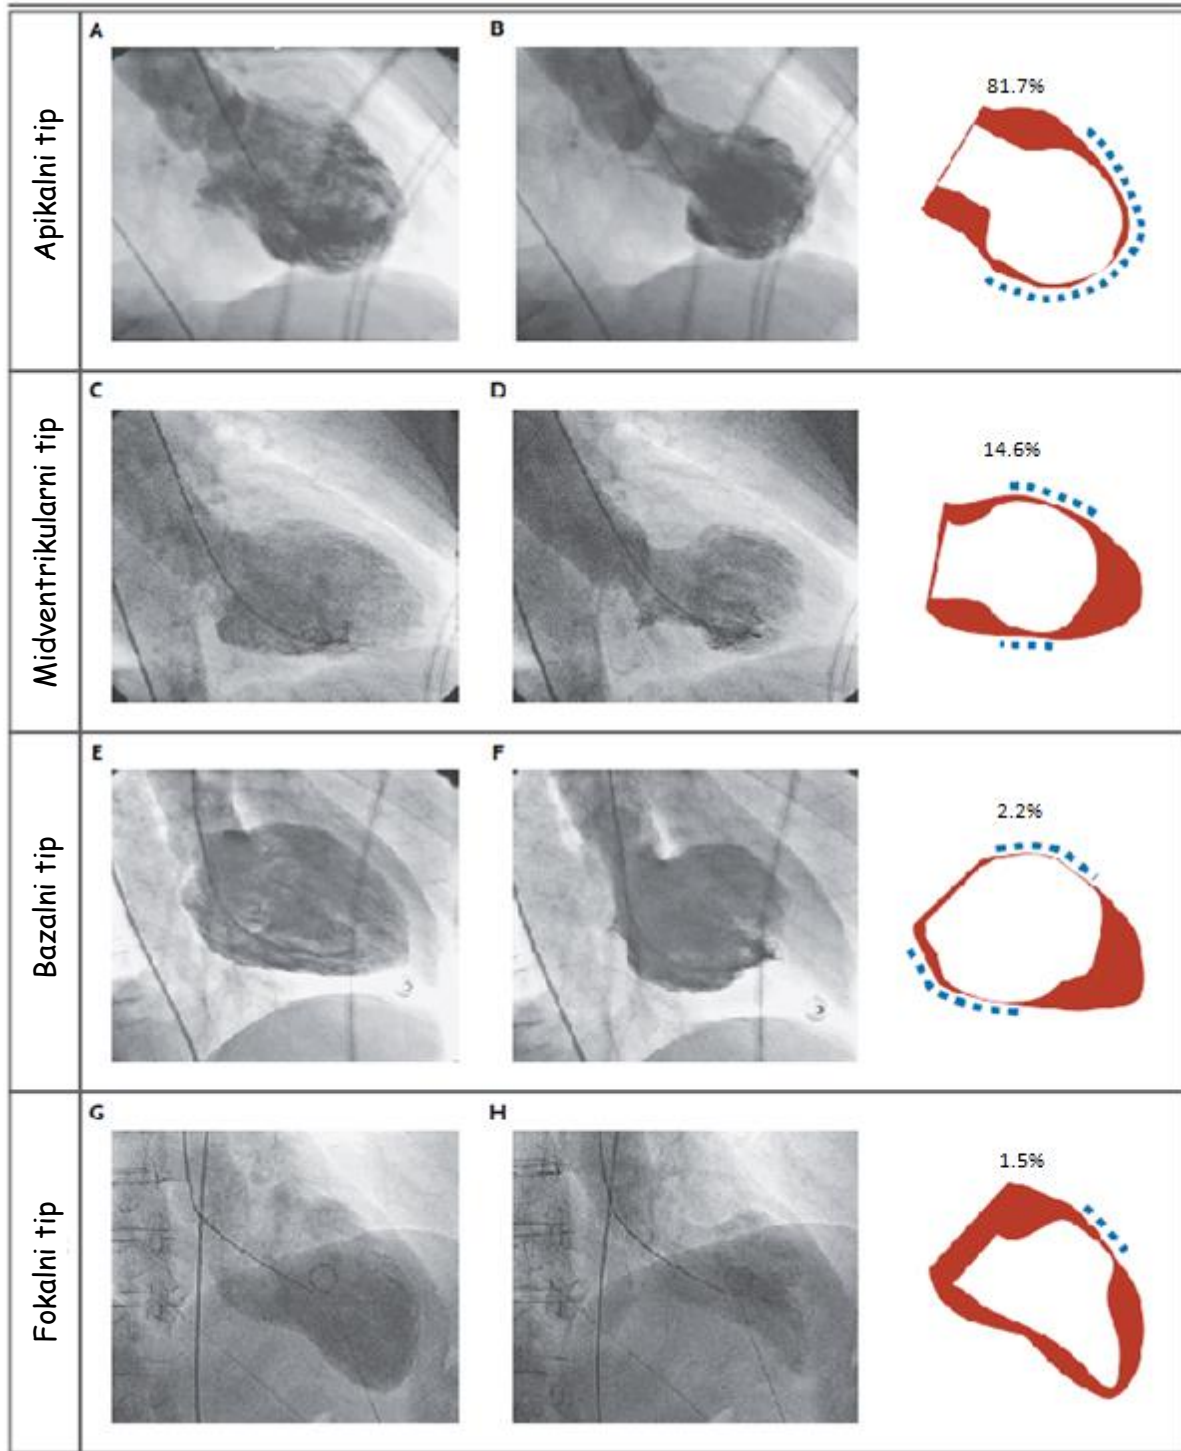 Apikalni tip
A
B
81.7%
Midventrikularni tip
C
D
14.6%
Bazalni tip
E
F
2.2%
Fokalni tip
G
H
1.5%